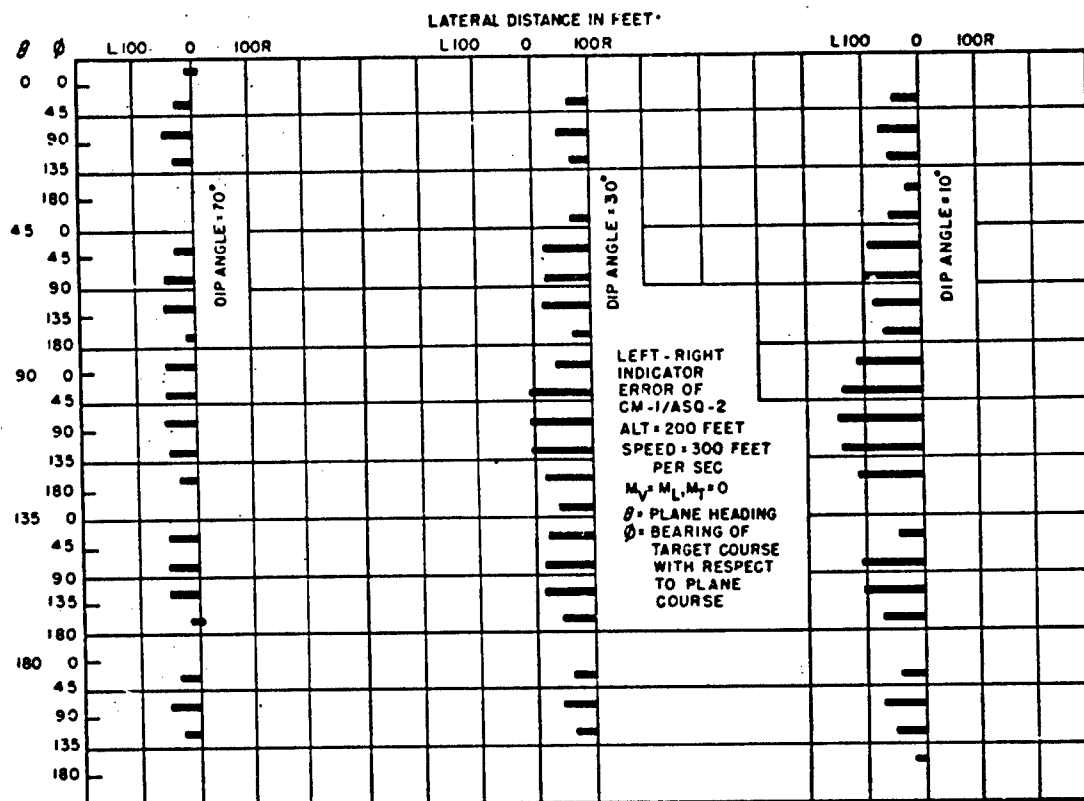 LATERAL DISTANCE IN FEET·
θ Φ L100· 0 100R L100 0 100R L100 0 100R
0 0
45
90
135
180
45 0
45
90
135
180
90 0
45
90
135
180
135 0
45
90
135
180
180 0
45
90
135
180
DIP ANGLE = 70°
DIP ANGLE = 30°
DIP ANGLE = 10°
LEFT-RIGHT
INDICATOR
ERROR OF
CM-1/ASQ-2
ALT = 200 FEET
SPEED = 300 FEET
PER SEC
Mv= ML, MT= 0
θ = PLANE HEADING
Φ= BEARING OF
TARGET COURSE
WITH RESPECT
TO PLANE
COURSE